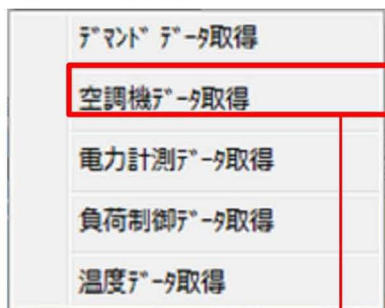 ﾃﾞﾏﾝﾄﾞ ﾃﾞｰﾀ取得
空調機ﾃﾞｰﾀ取得
電力計測ﾃﾞｰﾀ取得
負荷制御ﾃﾞｰﾀ取得
温度ﾃﾞｰﾀ取得